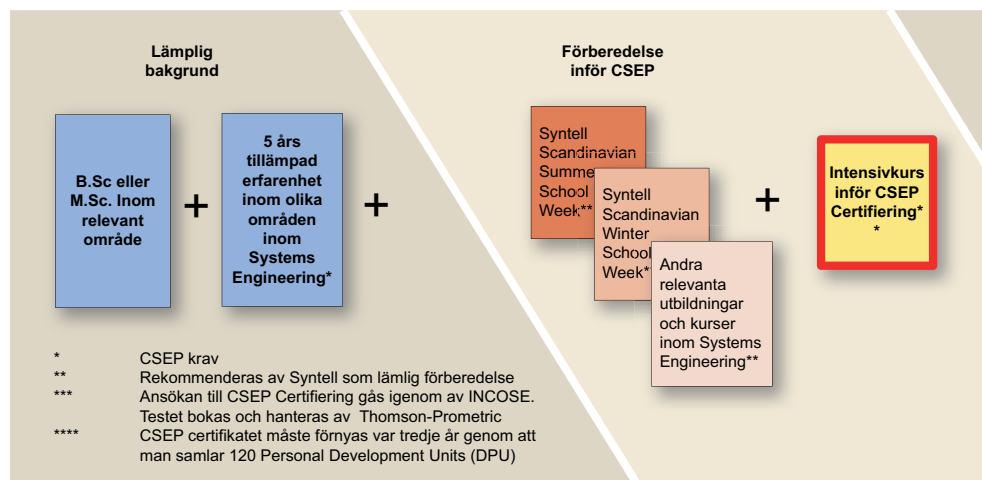 Lämplig
bakgrund
Förberedelse
inför CSEP
B.Sc eller
M.Sc. Inom
relevant
område
+
5 års
tillämpad
erfarenhet
inom olika
områden
inom
Systems
Engineering*
+
Syntell
Scandinavian
Summe
School
Week**
Syntell
Scandinavian
Winter
School
Week*
Andra
relevanta
utbildningar
och kurser
inom Systems
Engineering**
+
Intensivkurs
inför CSEP
Certifiering*
*
* CSEP krav
** Rekommenderas av Syntell som lämlig förberedelse
*** Ansökan till CSEP Certifiering gås igenom av INCOSE.
Testet bokas och hanteras av Thomson-Prometric
**** CSEP certifikatet måste förnyas var tredje år genom att
man samlar 120 Personal Development Units (DPU)